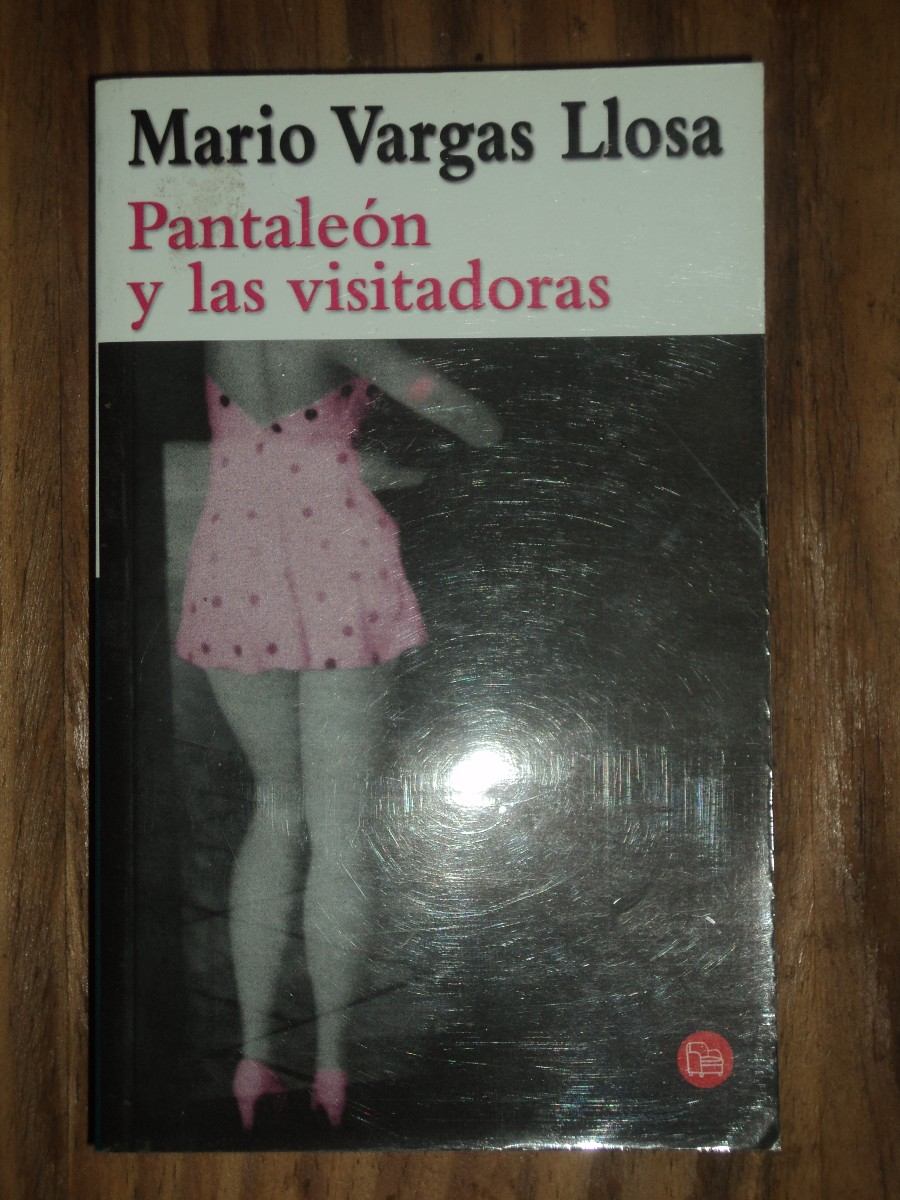 Mario Vargas Llosa
Pantaleón
y las visitadoras